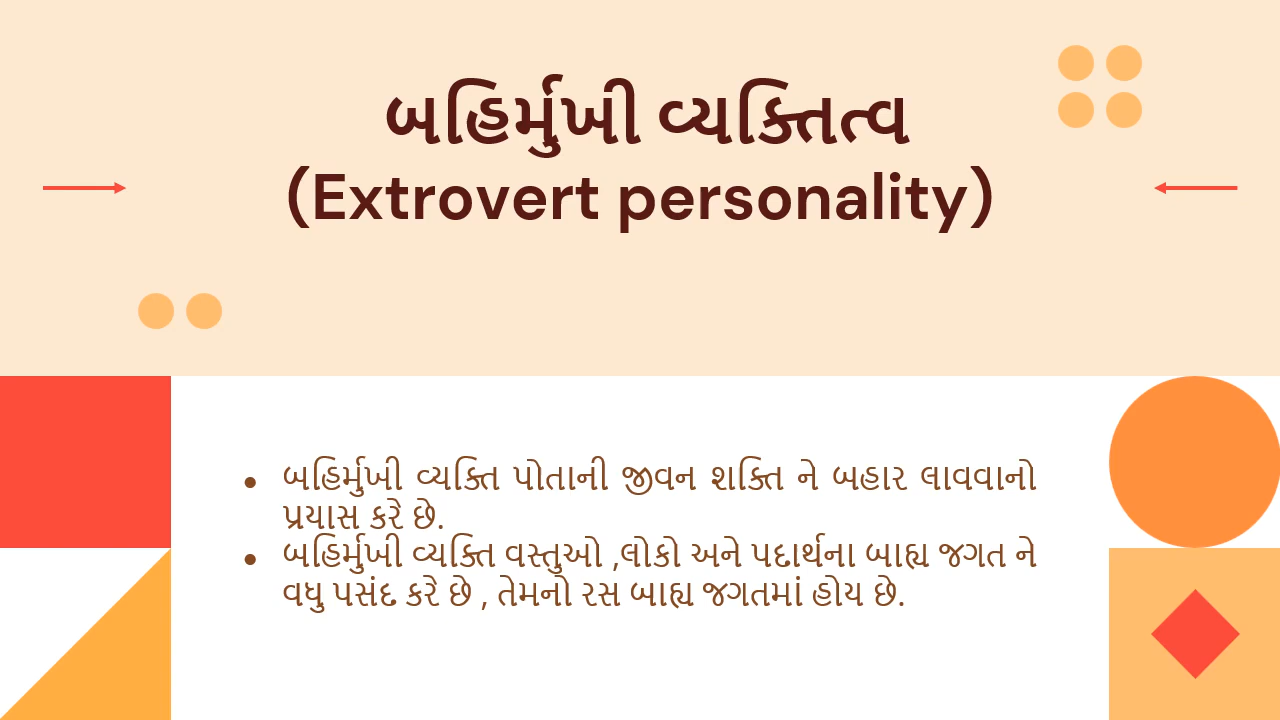 બહિર્મુખી વ્યક્તિત્વ
(Extrovert personality)
● બહિર્મુખી વ્યક્તિ પોતાની જીવન શક્તિ ને બહાર લાવવાનો
પ્રયાસ કરે છે.
● બહિર્મુખી વ્યક્તિ વસ્તુઓ ,લોકો અને પદાર્થના બાહ્ય જગત ને
વધુ પસંદ કરે છે , તેમનો રસ બાહ્ય જગતમાં હોય છે.